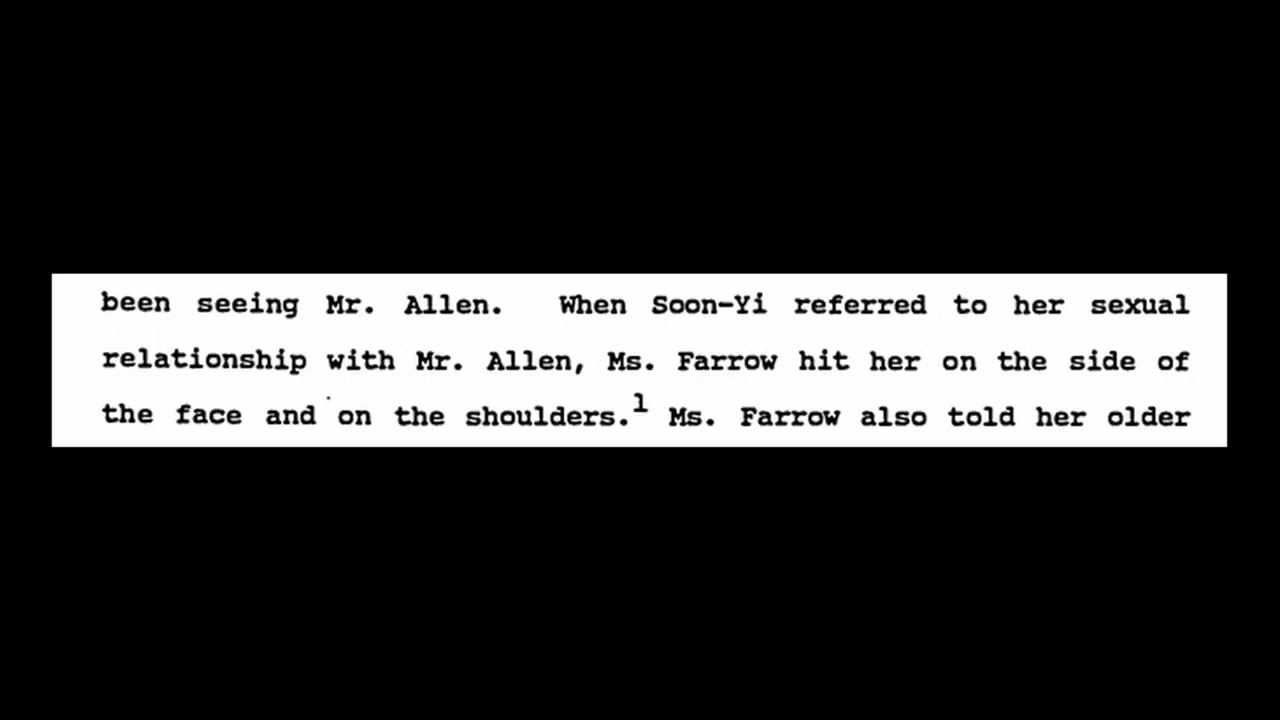 been seeing Mr. Allen. When Soon-Yi referred to her sexual
relationship with Mr. Allen, Ms. Farrow hit her on the side of
the face and on the shoulders.1 Ms. Farrow also told her older